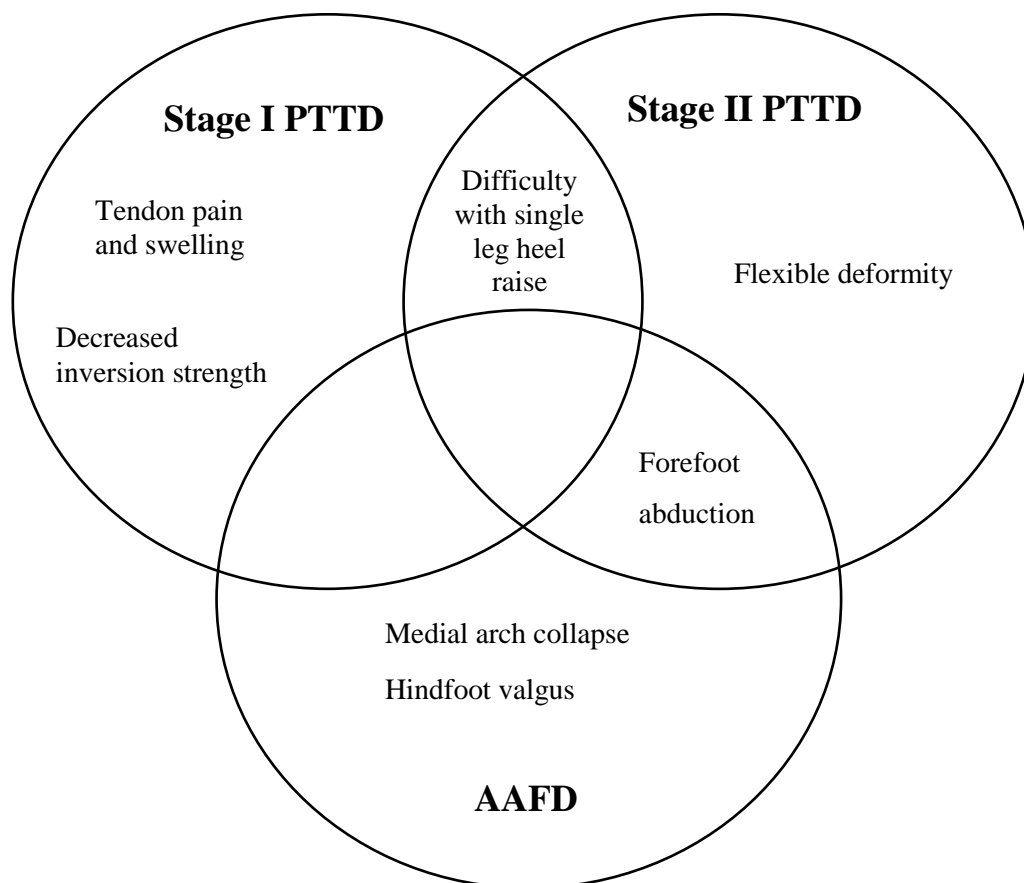 Stage I PTTD
Stage II PTTD
Tendon pain
and swelling
Decreased
inversion strength
Difficulty
with single
leg heel
raise
Flexible deformity
Forefoot
abduction
Medial arch collapse
Hindfoot valgus
AAFD